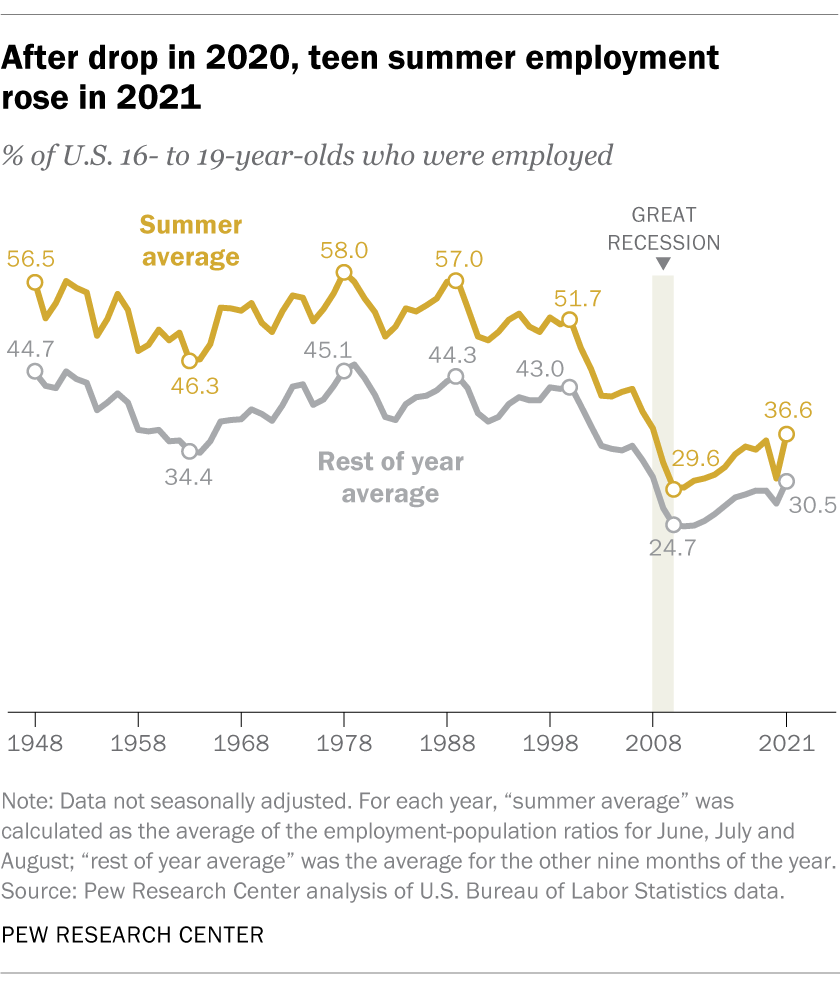 After drop in 2020, teen summer employment
rose in 2021
% of U.S. 16- to 19-year-olds who were employed
GREAT
RECESSION
Summer
average
56.5
58.0
57.0
51.7
44.7
46.3
45.1
44.3
43.0
36.6
29.6
34.4
Rest of year
average
30.5
24.7
1948
1958
1968
1978
1988
1998
2008
2021
Note: Data not seasonally adjusted. For each year, “summer average” was
calculated as the average of the employment-population ratios for June, July and
August; “rest of year average” was the average for the other nine months of the year.
Source: Pew Research Center analysis of U.S. Bureau of Labor Statistics data.
PEW RESEARCH CENTER